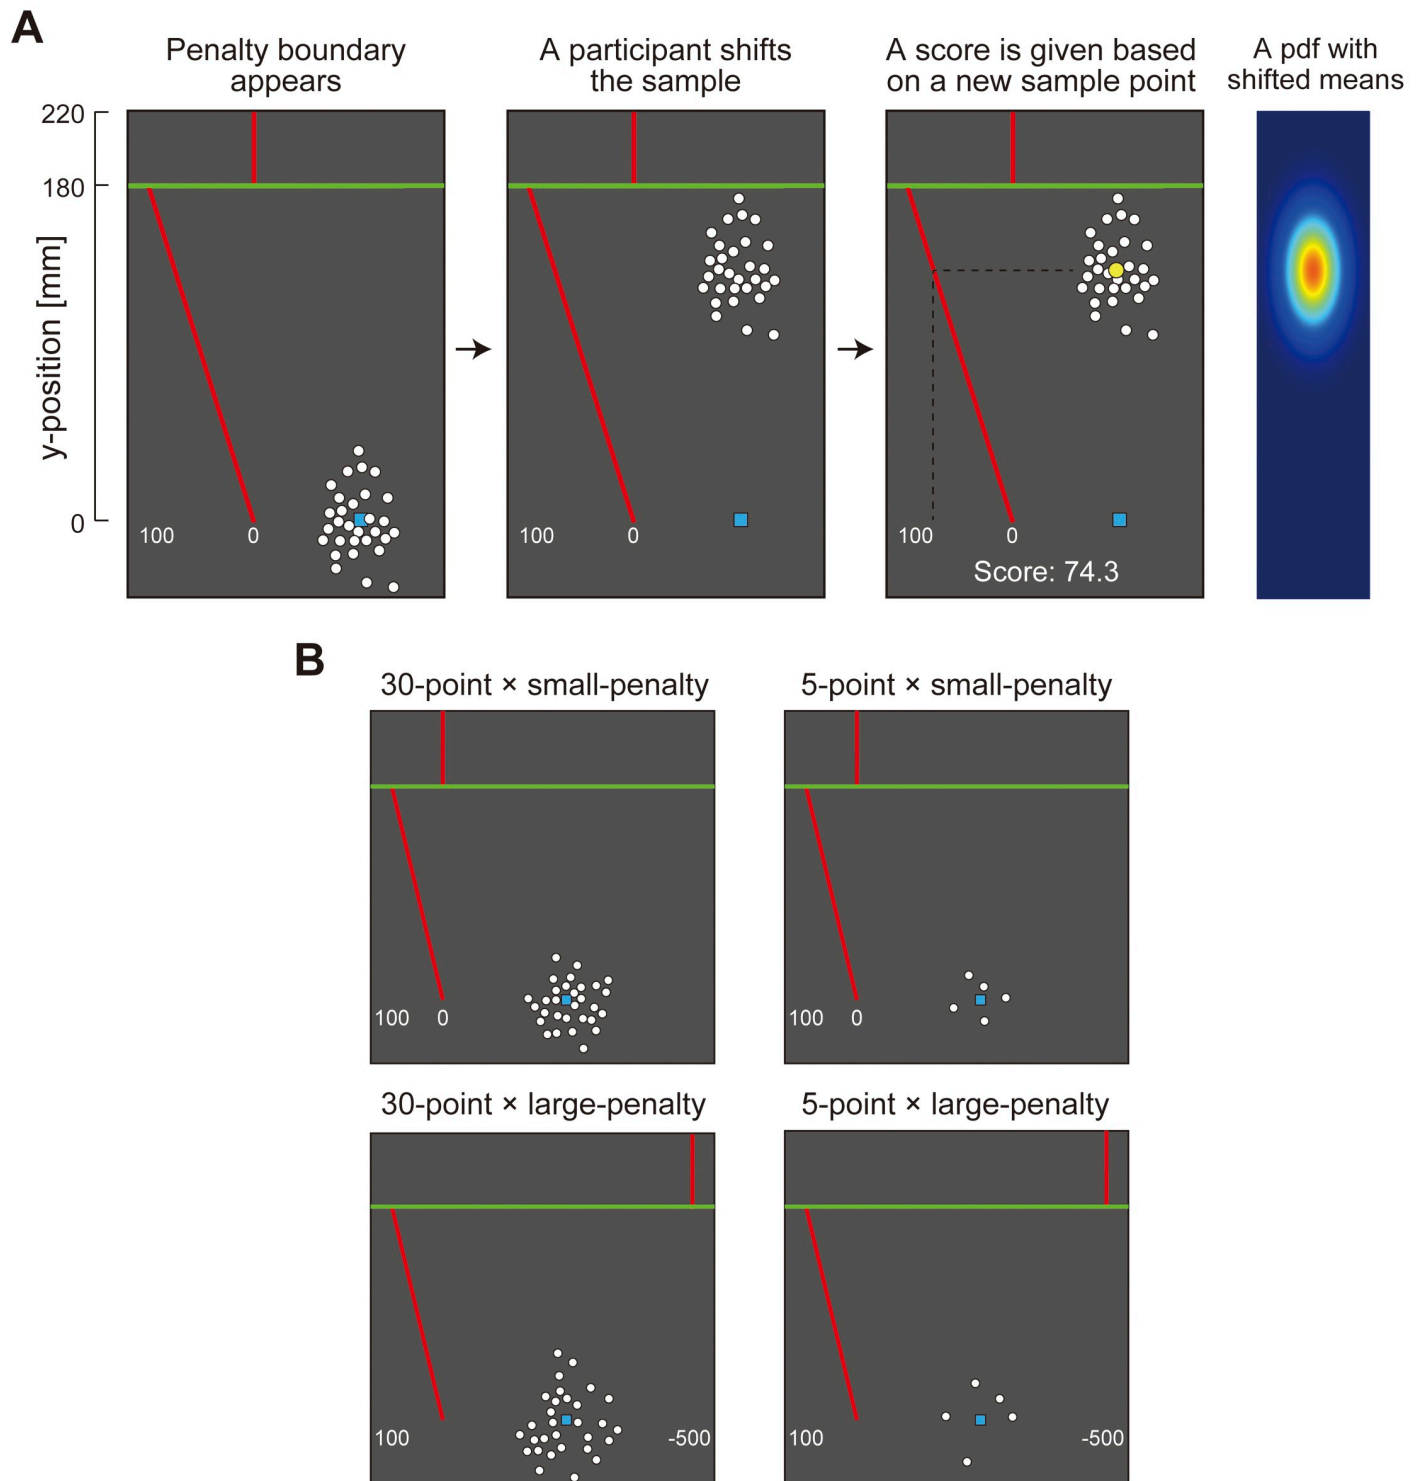 A
Penalty boundary
appears
A participant shifts
the sample
A score is given based
on a new sample point
A pdf with
shifted means
220
180
y-position [mm]
0
100 0
100 0
100 0
Score: 74.3
B
30-point × small-penalty
5-point × small-penalty
100 0
100 0
30-point × large-penalty
5-point × large-penalty
100 -500
100 -500